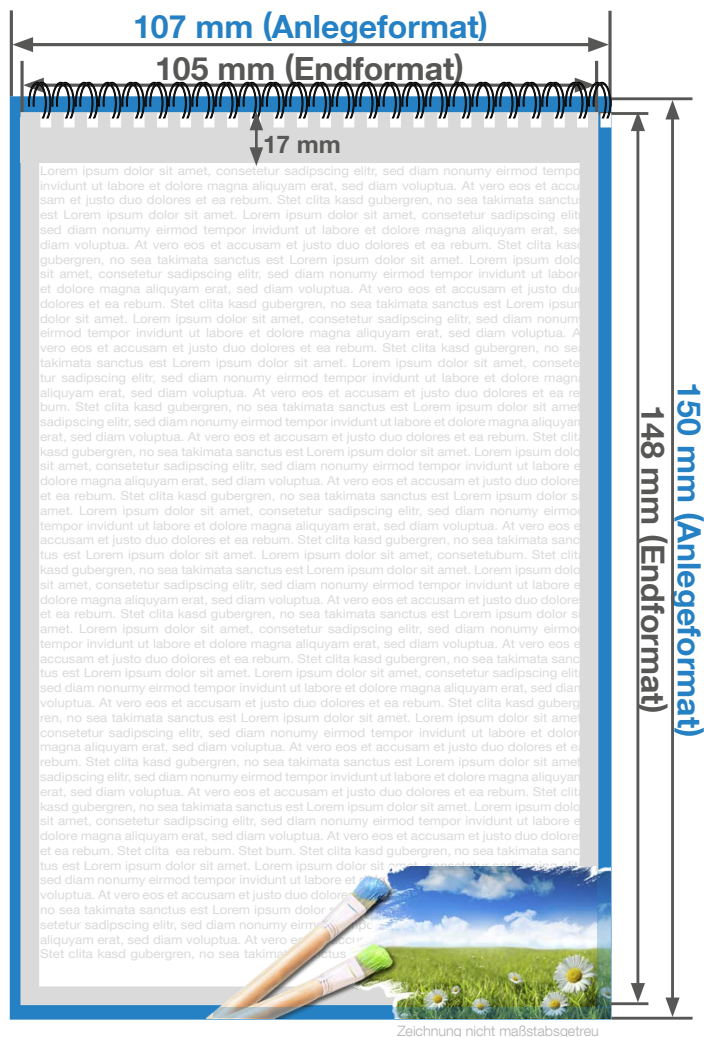 107 mm (Anlegeformat)
105 mm (Endformat)
17 mm
Lorem ipsum dolor sit amet, consetetur sadipscing elitr, sed diam nonumy eirmod tempo
invidunt ut labore et dolore magna aliquyam erat, sed diam voluptua. At vero eos et accu
sam et justo duo dolores et ea rebum. Stet clita kasd gubergren, no sea takimata sanctu
est Lorem ipsum dolor sit amet. Lorem ipsum dolor sit amet, consetetur sadipscing elit
sed diam nonumy eirmod tempor invidunt ut labore et dolore magna aliquyam erat, sed
diam voluptua. At vero eos et accusam et justo duo dolores et ea rebum. Stet clita kas
gubergren, no sea takimata sanctus est Lorem ipsum dolor sit amet. Lorem ipsum dolo
sit amet, consetetur sadipscing elitr, sed diam nonumy eirmod tempor invidunt ut labor
et dolore magna aliquyam erat, sed diam voluptua. At vero eos et accusam et justo du
dolores et ea rebum. Stet clita kasd gubergren, no sea takimata sanctus est Lorem ipsum
dolor sit amet. Lorem ipsum dolor sit amet, consetetur sadipscing elitr, sed diam nonum
eirmod tempor invidunt ut labore et dolore magna aliquyam erat, sed diam voluptua. A
vero eos et accusam et justo duo dolores et ea rebum. Stet clita kasd gubergren, no se
takimata sanctus est Lorem ipsum dolor sit amet. Lorem ipsum dolor sit amet, consete
tur sadipscing elitr, sed diam nonumy eirmod tempor invidunt ut labore et dolore magn
aliquyam erat, sed diam voluptua. At vero eos et accusam et justo duo dolores et ea re
bum. Stet clita kasd gubergren, no sea takimata sanctus est Lorem ipsum dolor sit amet
sadipscing elitr, sed diam nonumy eirmod tempor invidunt ut labore et dolore magna aliquyam
erat, sed diam voluptua. At vero eos et accusam et justo duo dolores et ea rebum. Stet clit
kasd gubergren, no sea takimata sanctus est Lorem ipsum dolor sit amet. Lorem ipsum dolo
sit amet, consetetur sadipscing elitr, sed diam nonumy eirmod tempor invidunt ut labore e
dolore magna aliquyam erat, sed diam voluptua. At vero eos et accusam et justo duo dolore
et ea rebum. Stet clita kasd gubergren, no sea takimata sanctus est Lorem ipsum dolor s
amet. Lorem ipsum dolor sit amet, consetetur sadipscing elitr, sed diam nonumy eirmo
tempor invidunt ut labore et dolore magna aliquyam erat, sed diam voluptua. At vero eos e
accusam et justo duo dolores et ea rebum. Stet clita kasd gubergren, no sea takimata sanc
tus est Lorem ipsum dolor sit amet. Lorem ipsum dolor sit amet, consetetubum. Stet clit
kasd gubergren, no sea takimata sanctus est Lorem ipsum dolor sit amet. Lorem ipsum dolo
sit amet, consetetur sadipscing elitr, sed diam nonumy eirmod tempor invidunt ut labore e
dolore magna aliquyam erat, sed diam voluptua. At vero eos et accusam et justo duo dolore
et ea rebum. Stet clita kasd gubergren, no sea takimata sanctus est Lorem ipsum dolor s
amet. Lorem ipsum dolor sit amet, consetetur sadipscing elitr, sed diam nonumy eirmo
tempor invidunt ut labore et dolore magna aliquyam erat, sed diam voluptua. At vero eos e
accusam et justo duo dolores et ea rebum. Stet clita kasd gubergren, no sea takimata sanc
tus est Lorem ipsum dolor sit amet. Lorem ipsum dolor sit amet, consetetur sadipscing elit
sed diam nonumy eirmod tempor invidunt ut labore et dolore magna aliquyam erat, sed diam
voluptua. At vero eos et accusam et justo duo dolores et ea rebum. Stet clita kasd guberg
ren, no sea takimata sanctus est Lorem ipsum dolor sit amet. Lorem ipsum dolor sit amet
consetetur sadipscing elitr, sed diam nonumy eirmod tempor invidunt ut labore et dolor
magna aliquyam erat, sed diam voluptua. At vero eos et accusam et justo duo dolores et e
rebum. Stet clita kasd gubergren, no sea takimata sanctus est Lorem ipsum dolor sit amet
sadipscing elitr, sed diam nonumy eirmod tempor invidunt ut labore et dolore magna aliquyam
erat, sed diam voluptua. At vero eos et accusam et justo duo dolores et ea rebum. Stet clit
kasd gubergren, no sea takimata sanctus est Lorem ipsum dolor sit amet. Lorem ipsum dolo
sit amet, consetetur sadipscing elitr, sed diam nonumy eirmod tempor invidunt ut labore e
dolore magna aliquyam erat, sed diam voluptua. At vero eos et accusam et justo duo dolore
et ea rebum. Stet clita ea rebum. Stet bum. Stet clita kasd gubergren, no sea takimata sanc
tus est Lorem ipsum dolor sit amet. Lorem ipsum dolor sit
sed diam nonumy eirmod tempor invidunt ut labore et
voluptua. At vero eos et accusam et justo duo dolores
no sea takimata sanctus est Lorem ipsum dolor
setetur sadipscing elitr, sed diam nonumy eirm
aliquyam erat, sed diam voluptua. At vero
Stet clita kasd gubergren, no sea takima
148 mm (Endformat)
150 mm (Anlegeformat)
Zeichnung nicht maßstabsgetreu